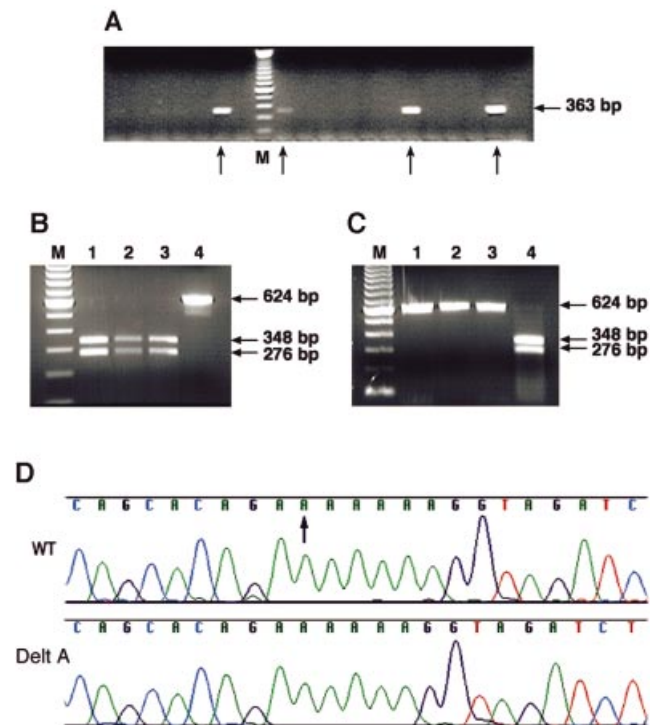 A
363 bp
M
B C
M 1 2 3 4 M 1 2 3 4
624 bp 624 bp
348 bp 348 bp
276 bp 276 bp
D
C A G C A C A G A A A A A A A G G T A G A T C
WT
C A G C A C A G A A A A A A G G T A G A T C T
Delt A